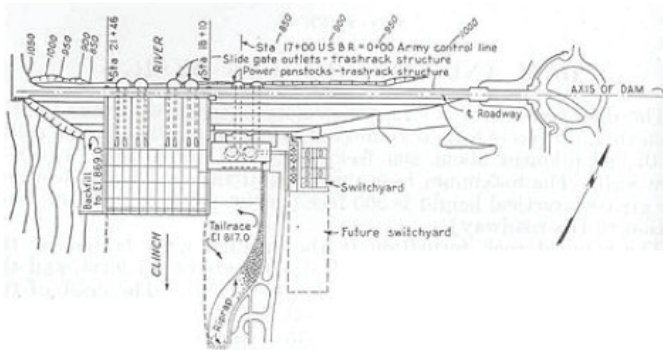 1050
1000
950
900
850
Sta 21+46
RIVER
Sta 18+10
850
900
950
1000
Sta 17+00 U S B R = 0+00 Army control line
Slide gate outlets - trashrack structure
Power penstocks - trashrack structure
AXIS OF DAM
℄ Roadway
Backfill
to El 869.0
Switchyard
Tailrace
El 817.0
Future switchyard
CLINCH
Riprap